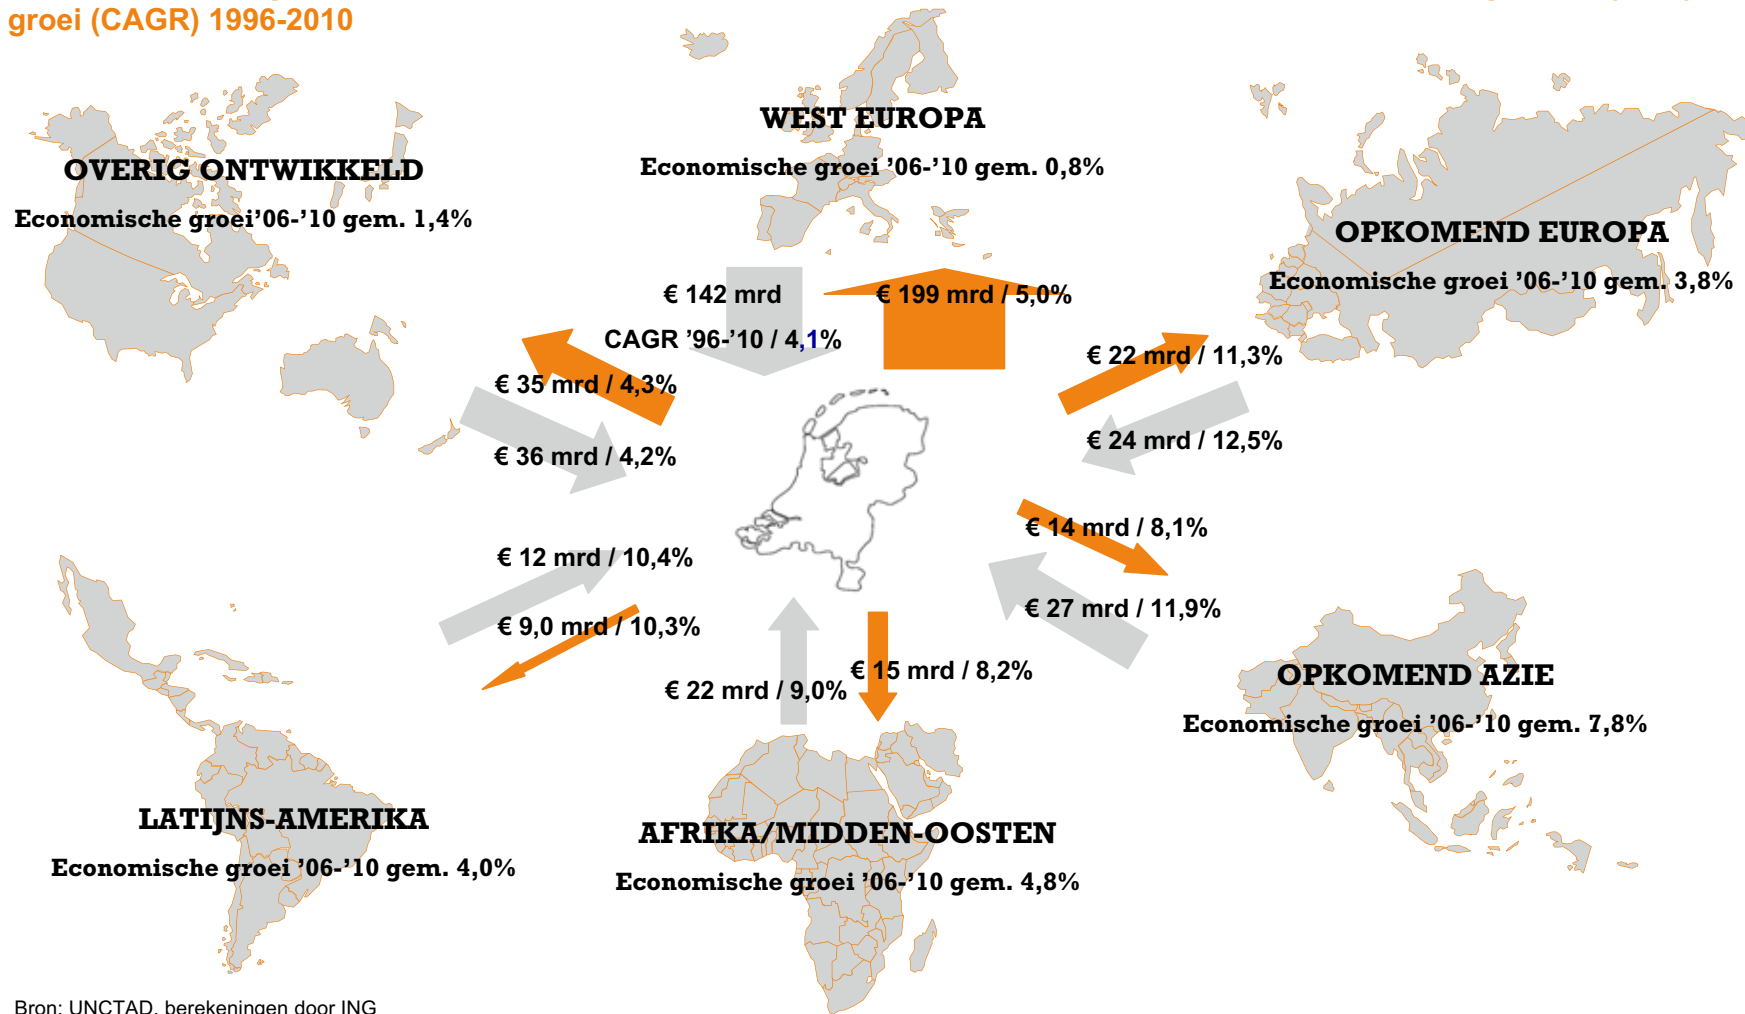 groei (CAGR) 1996-2010
WEST EUROPA
Economische groei ’06-’10 gem. 0,8%
OVERIG ONTWIKKELD
Economische groei’06-’10 gem. 1,4%
OPKOMEND EUROPA
Economische groei ’06-’10 gem. 3,8%
€ 142 mrd
CAGR ’96-’10 / 4,1%
€ 199 mrd / 5,0%
€ 22 mrd / 11,3%
€ 24 mrd / 12,5%
€ 35 mrd / 4,3%
€ 36 mrd / 4,2%
€ 14 mrd / 8,1%
€ 27 mrd / 11,9%
€ 12 mrd / 10,4%
€ 9,0 mrd / 10,3%
€ 22 mrd / 9,0%
€ 15 mrd / 8,2%
OPKOMEND AZIE
Economische groei ’06-’10 gem. 7,8%
LATIJNS-AMERIKA
Economische groei ’06-’10 gem. 4,0%
AFRIKA/MIDDEN-OOSTEN
Economische groei ’06-’10 gem. 4,8%
Bron: UNCTAD, berekeningen door ING